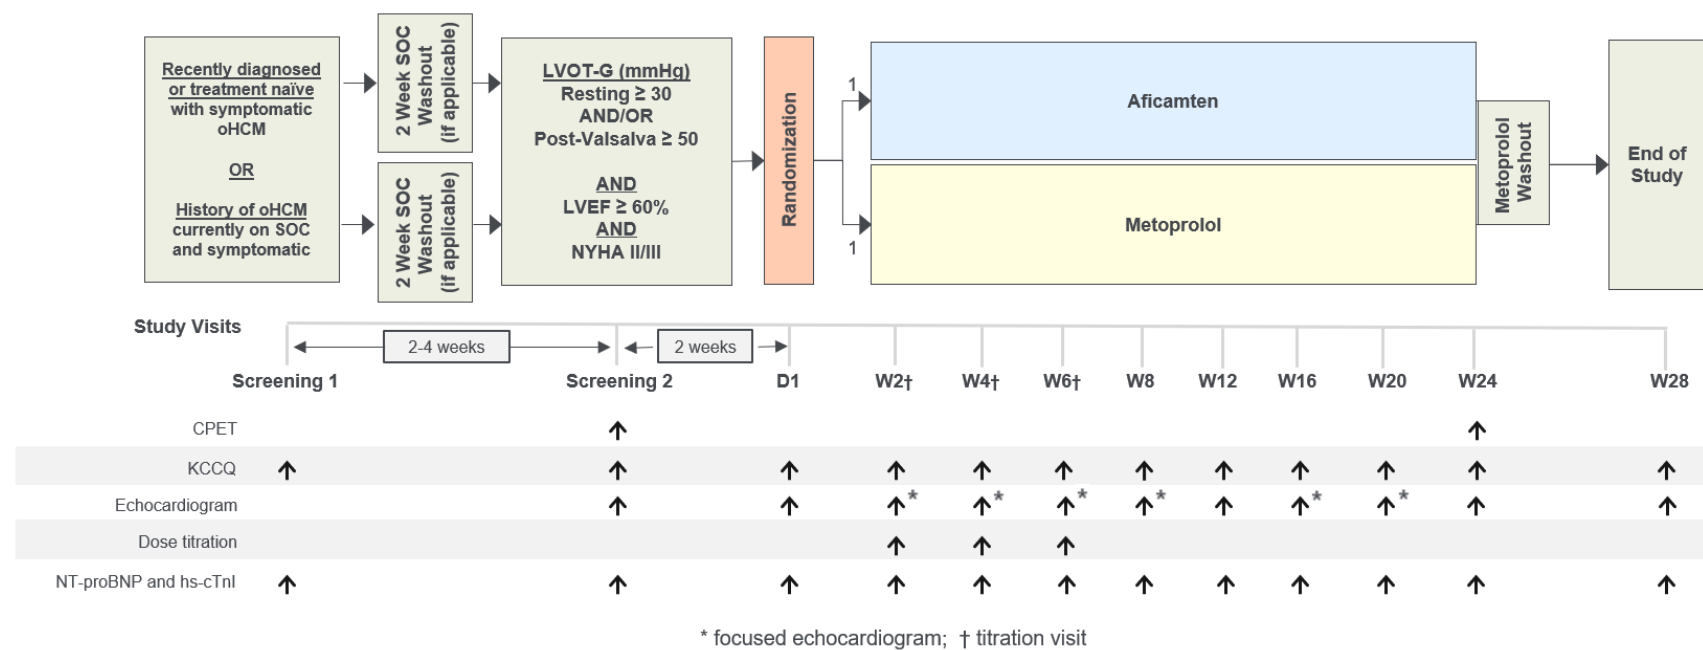 Recently diagnosed
or treatment naïve
with symptomatic
oHCM
OR
History of oHCM
currently on SOC
and symptomatic
2 Week SOC
Washout
(if applicable)
2 Week SOC
Washout
(if applicable)
LVOT-G (mmHg)
Resting ≥ 30
AND/OR
Post-Valsalva ≥ 50
AND
LVEF ≥ 60%
AND
NYHA II/III
Randomization
1
1
Aficamten
Metoprolol
Metoprolol
Washout
End of
Study
Study Visits
2-4 weeks
2 weeks
Screening 1 Screening 2 D1 W2† W4† W6† W8 W12 W16 W20 W24 W28
CPET
KCCQ
Echocardiogram * * * * * *
Dose titration
NT-proBNP and hs-cTnI
* focused echocardiogram; † titration visit